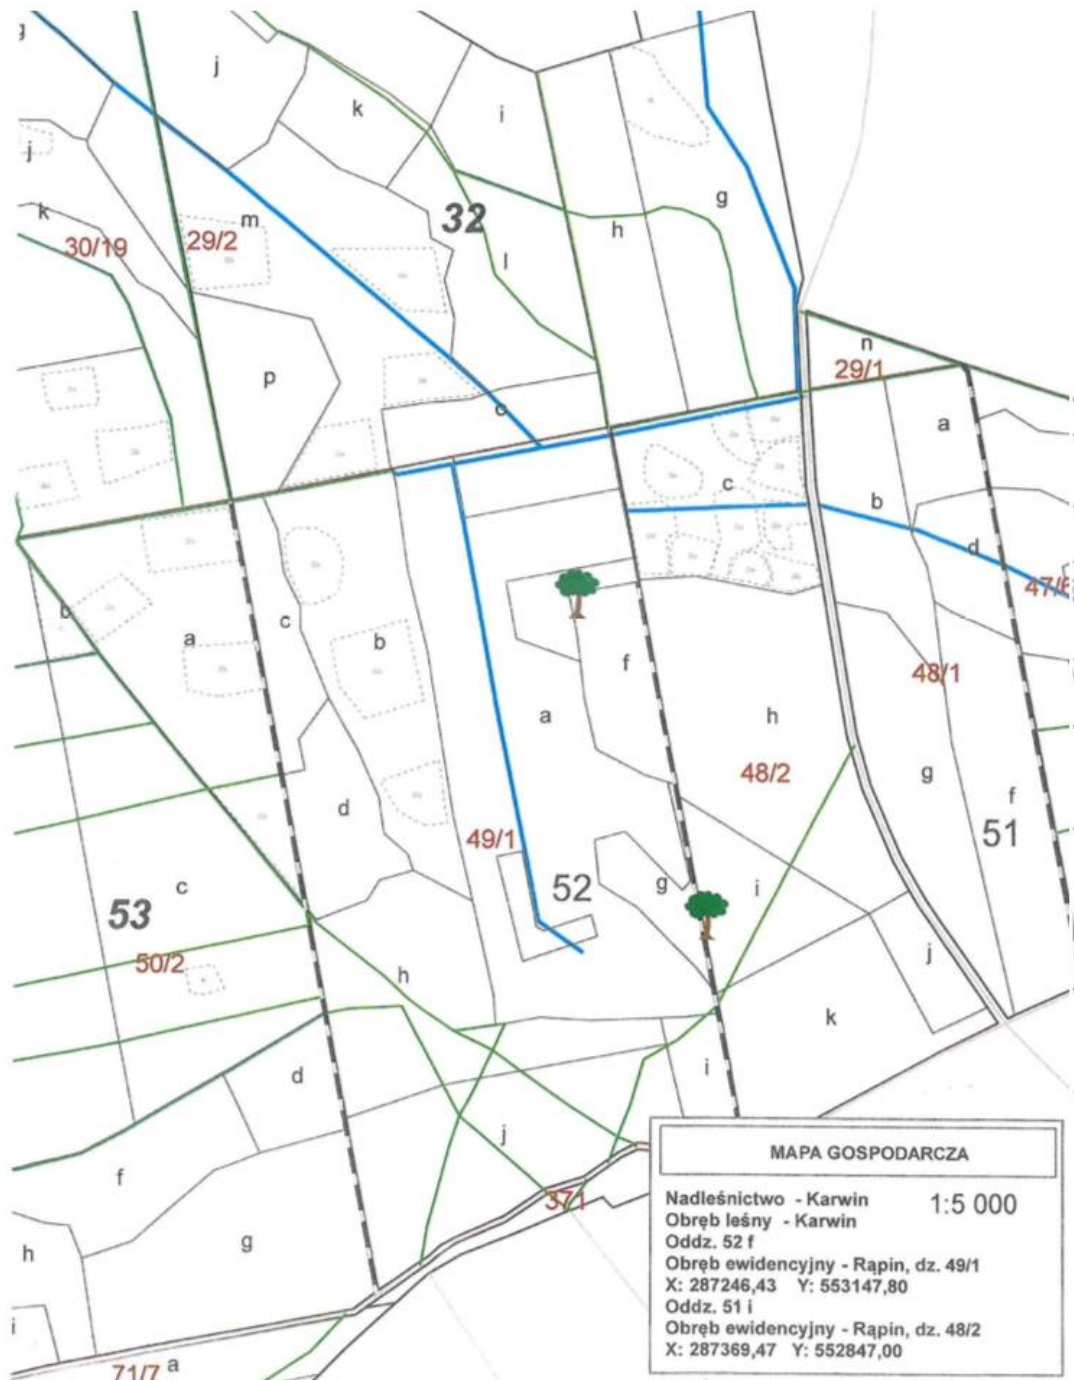 g
j
k
i
j
k
m
32
g
30/19
29/2
h
l
n
p
29/1
o
a
c
b
d
47/6
b
a
c
b
f
48/1
a
h
48/2
g
f
d
49/1
51
c
52
g
i
53
50/2
h
j
k
d
i
j
f
371
h
g
i
71/7 a
MAPA GOSPODARCZA
Nadleśnictwo - Karwin 1:5 000
Obręb leśny - Karwin
Oddz. 52 f
Obręb ewidencyjny - Rąpin, dz. 49/1
X: 287246,43 Y: 553147,80
Oddz. 51 i
Obręb ewidencyjny - Rąpin, dz. 48/2
X: 287369,47 Y: 552847,00